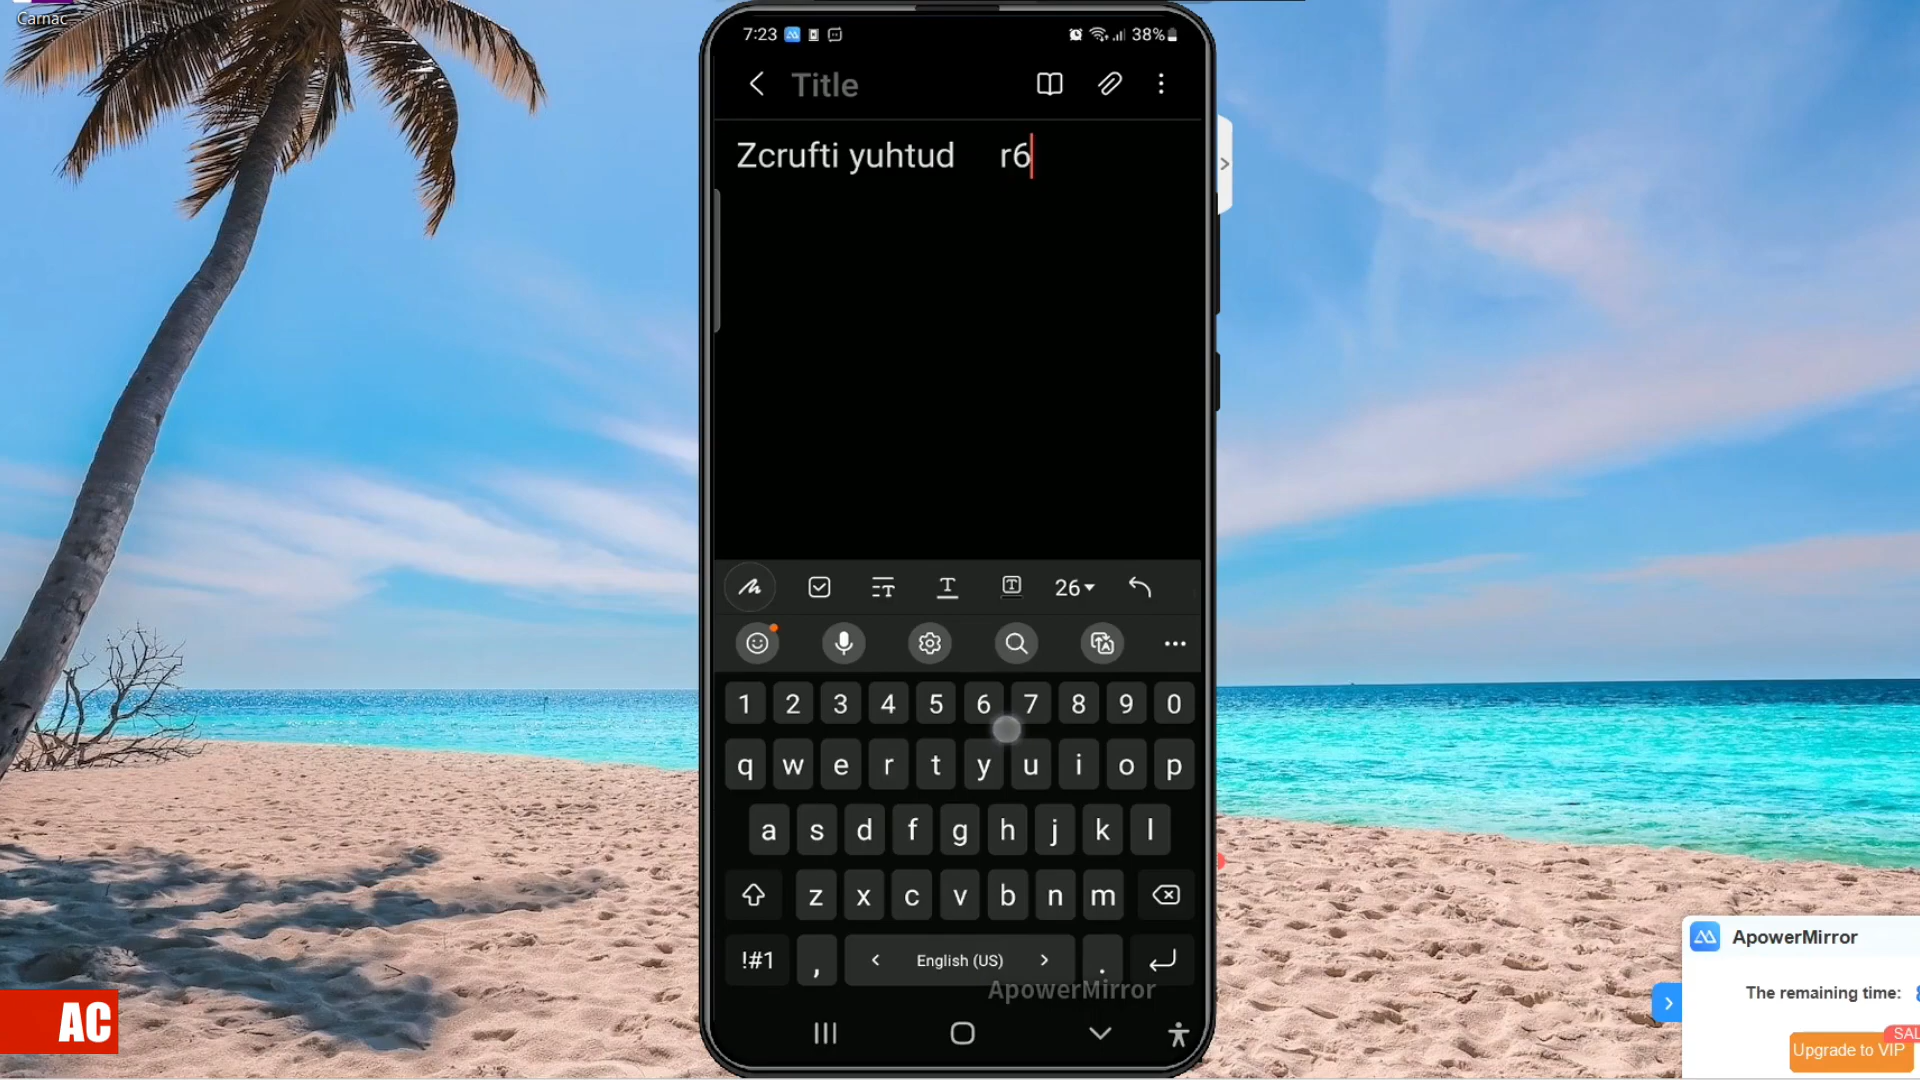 Carnac
7:23
38%
Title
Zcrufti yuhtud    r6
26
1 2 3 4 5 6 7 8 9 0
q w e r t y u i o p
a s d f g h j k l
z x c v b n m
!#1 , < English (US) > .
ApowerMirror
AC
ApowerMirror
The remaining time:
SAL
Upgrade to VIP